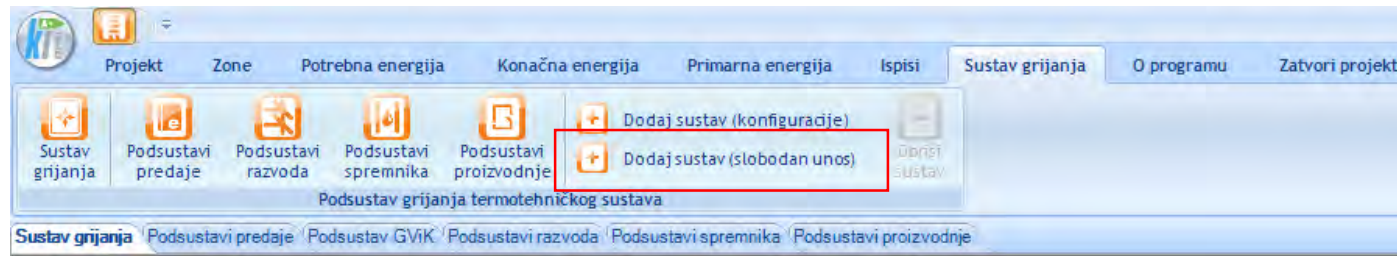 Projekt Zone Potrebna energija Konačna energija Primarna energija Ispisi Sustav grijanja O programu Zatvori projekt
Sustav grijanja
Podsustavi predaje
Podsustavi razvoda
Podsustavi spremnika
Podsustavi proizvodnje
Dodaj sustav (konfiguracije)
Dodaj sustav (slobodan unos)
Obriši sustav
Podsustav grijanja termotehničkog sustava
Sustav grijanja Podsustavi predaje Podsustav GViK Podsustavi razvoda Podsustavi spremnika Podsustavi proizvodnje